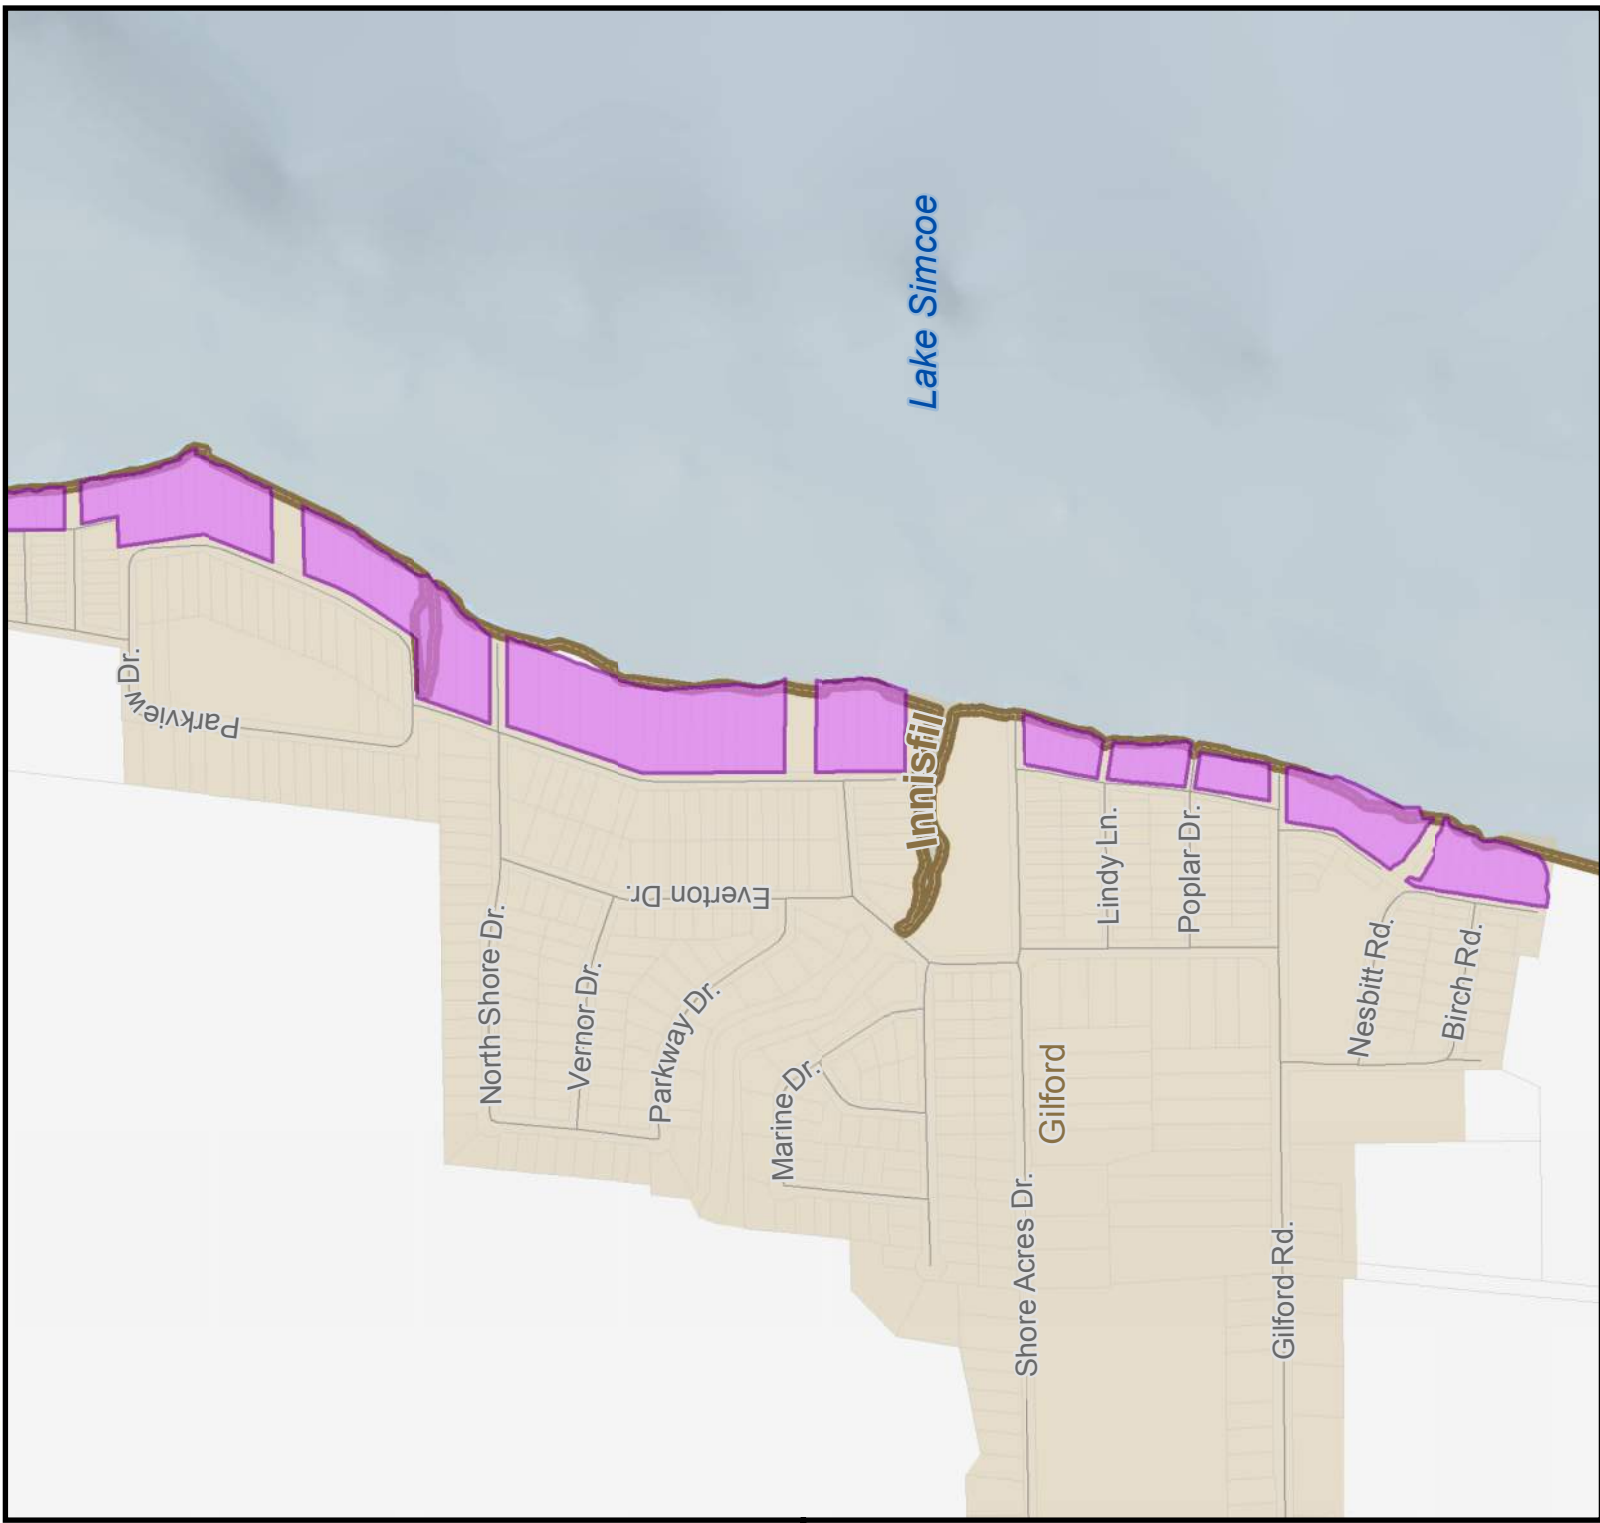 Lake Simcoe
Parkview Dr.
Innisfil
Lindy Ln.
Poplar Dr.
Everton Dr.
North Shore Dr.
Vernor Dr.
Parkway Dr.
Nesbitt Rd.
Birch Rd.
Marine Dr.
Gilford
Shore Acres Dr.
Gilford Rd.